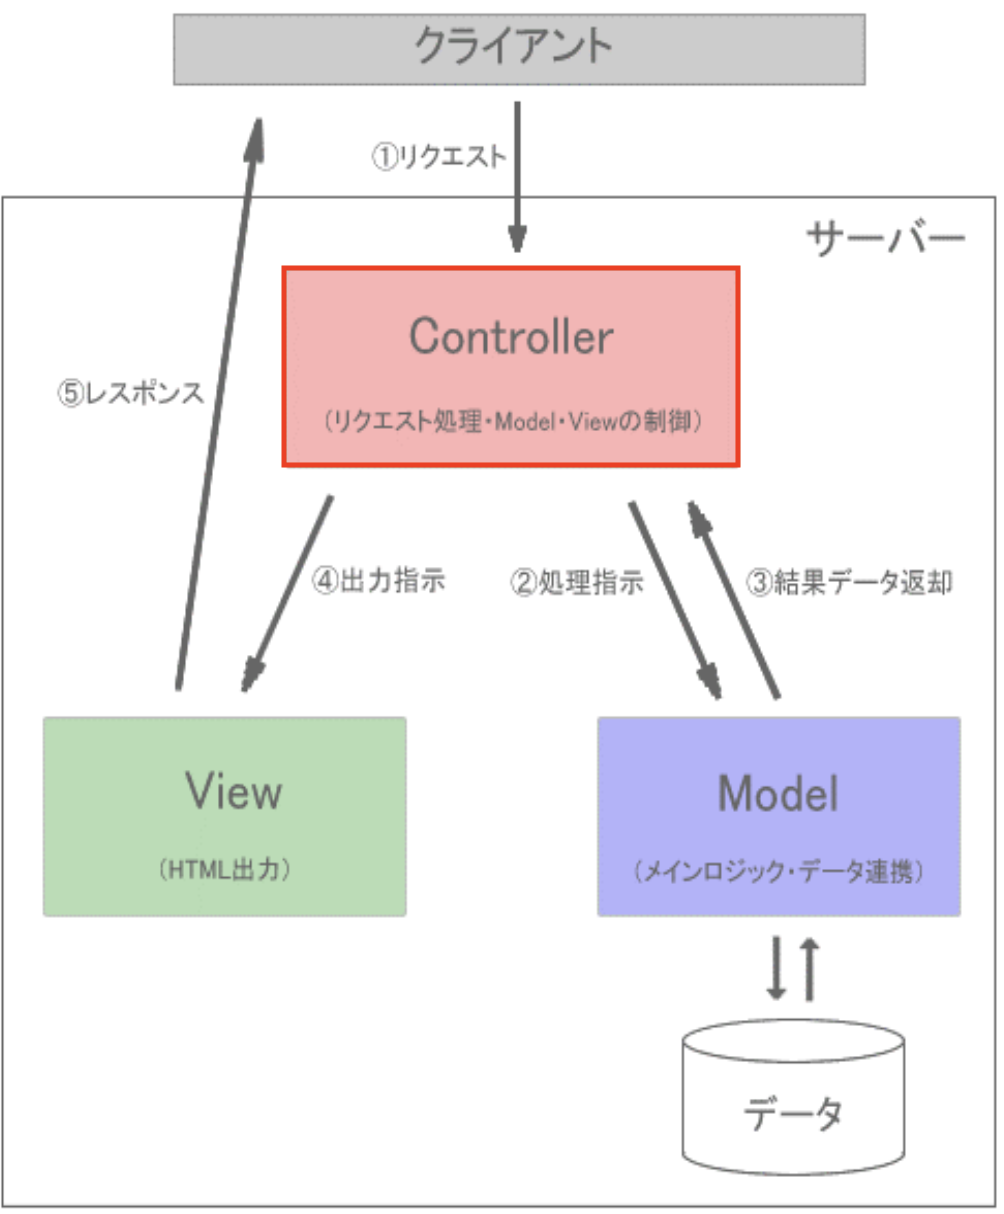 クライアント
①リクエスト
サーバー
Controller
(リクエスト処理・Model・Viewの制御)
⑤レスポンス
④出力指示
②処理指示
③結果データ返却
View
(HTML出力)
Model
(メインロジック・データ連携)
データ